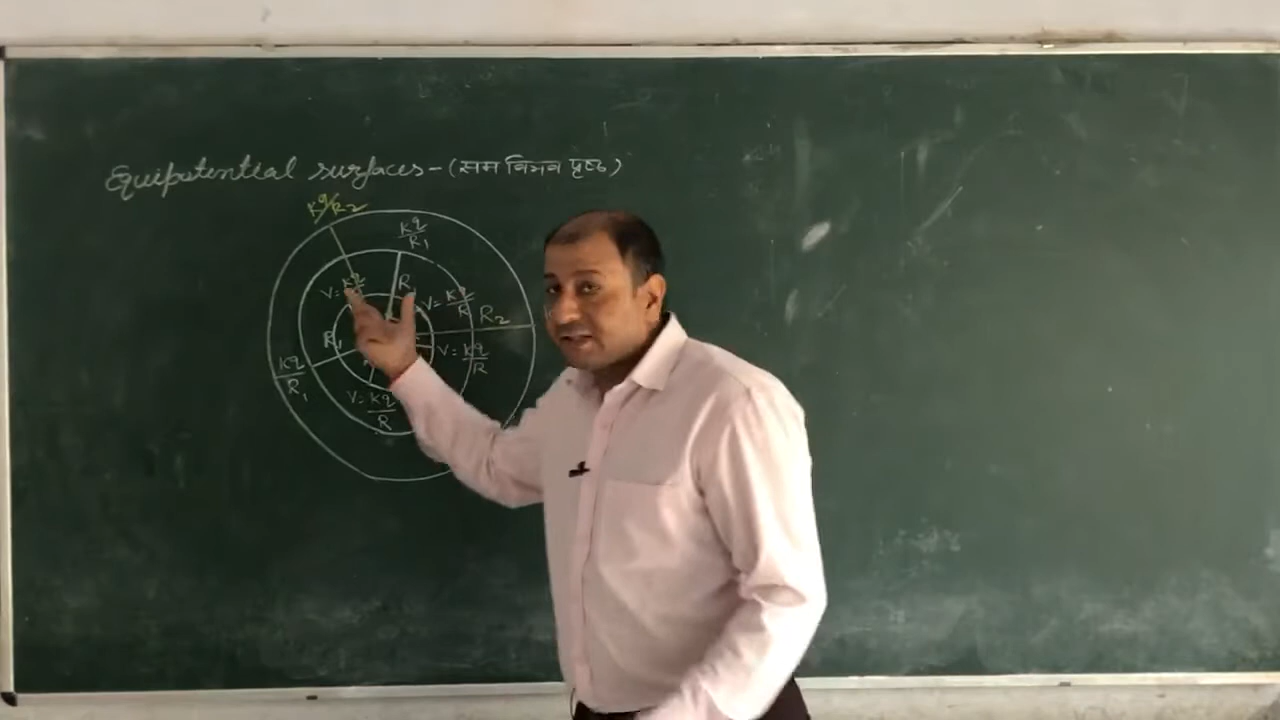 Equipotential surfaces - (सम विभव पृष्ठ)
Kq/R2
Kq/R1
V=Kq/R
R1
V=Kq/R
R2
R1
V=Kq/R
Kq/R1
V=Kq/R